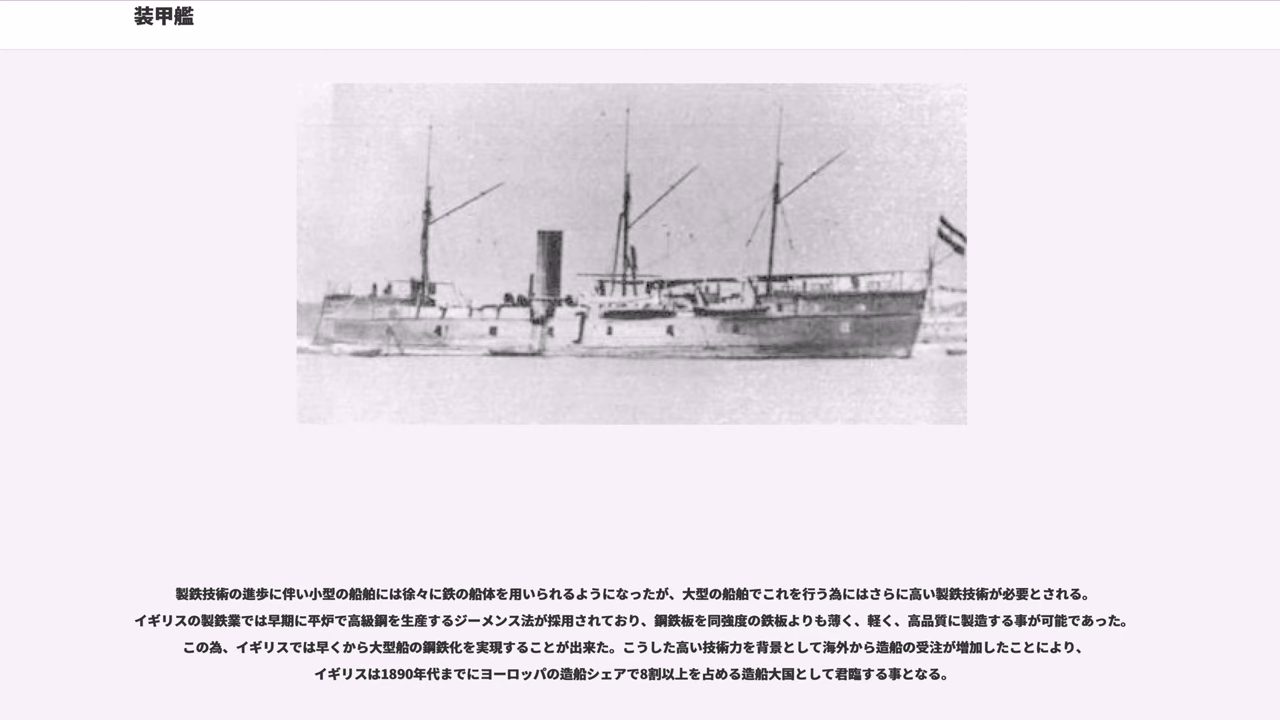 装甲艦
製鉄技術の進歩に伴い小型の船舶には徐々に鉄の船体を用いられるようになったが、大型の船舶でこれを行う為にはさらに高い製鉄技術が必要とされる。
イギリスの製鉄業では早期に平炉で高級鋼を生産するジーメンス法が採用されており、鋼鉄板を同強度の鉄板よりも薄く、軽く、高品質に製造する事が可能であった。
この為、イギリスでは早くから大型船の鋼鉄化を実現することが出来た。こうした高い技術力を背景として海外から造船の受注が増加したことにより、
イギリスは1890年代までにヨーロッパの造船シェアで8割以上を占める造船大国として君臨する事となる。